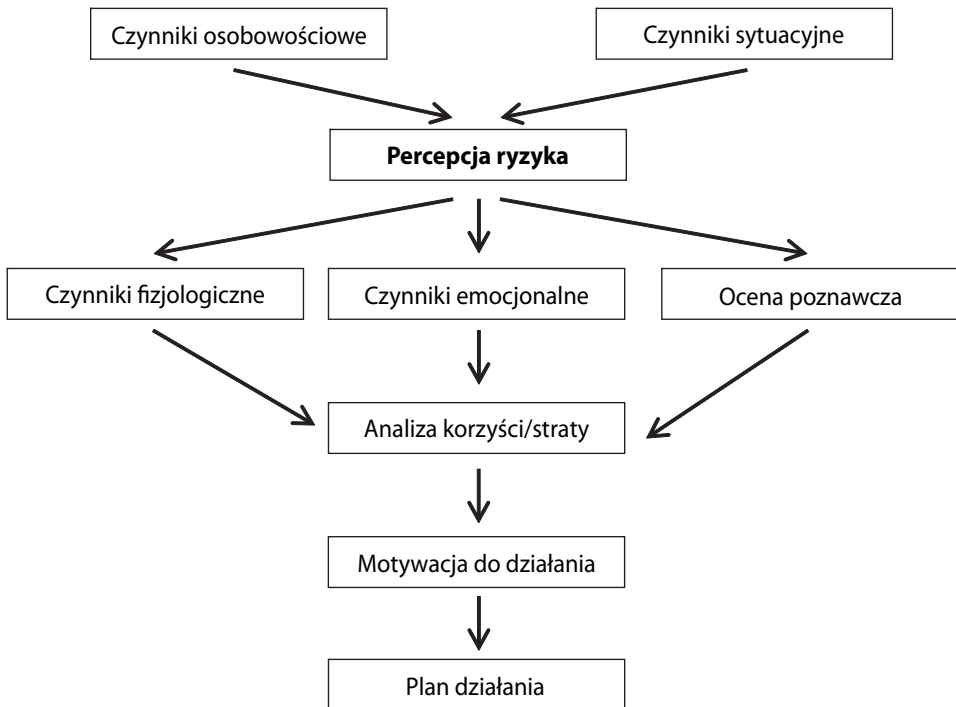 Czynniki osobowościowe
Czynniki sytuacyjne
Percepcja ryzyka
Czynniki fizjologiczne
Czynniki emocjonalne
Ocena poznawcza
Analiza korzyści/straty
Motywacja do działania
Plan działania